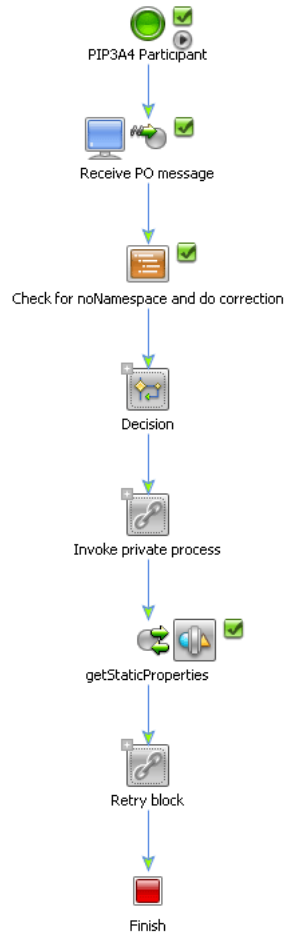 PIP3A4 Participant
Receive PO message
Check for noNamespace and do correction
Decision
Invoke private process
getStaticProperties
Retry block
Finish